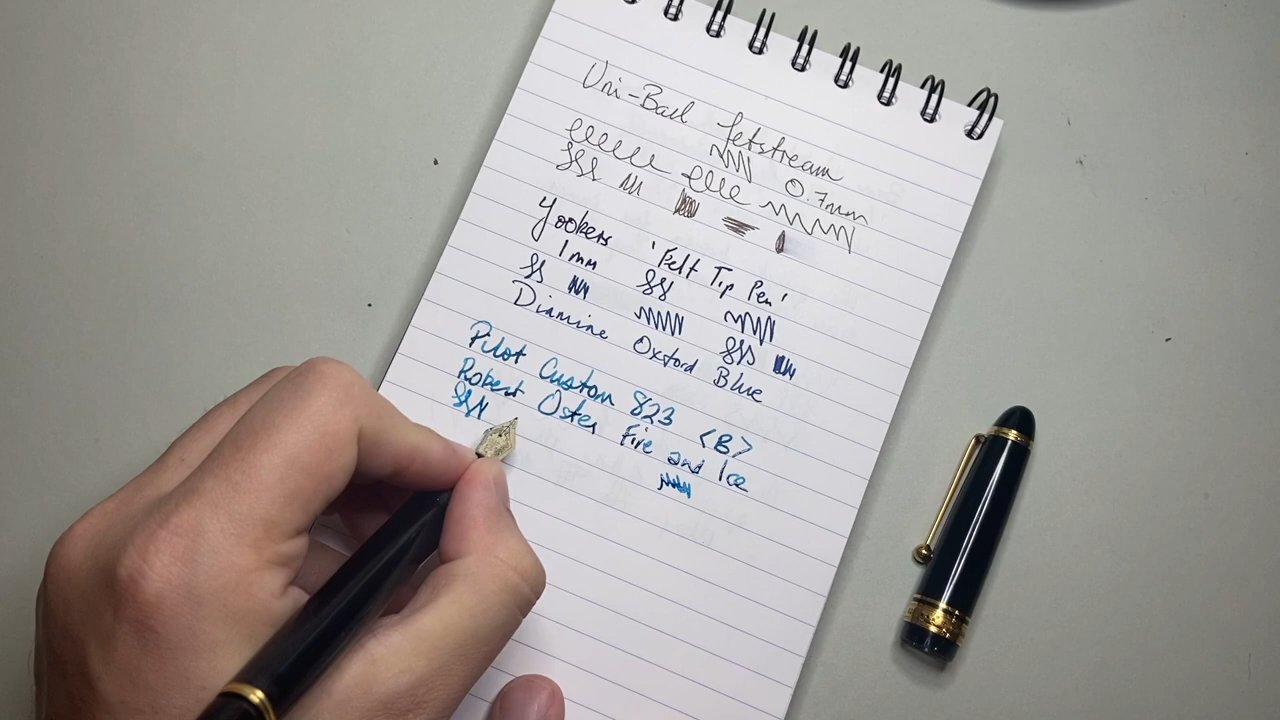 Uni-Ball Jetstream
0.7mm
Yookers 'Felt Tip Pen'
1mm
Diamine Oxford Blue
Pilot Custom 823 <B>
Robert Oster Fire and Ice